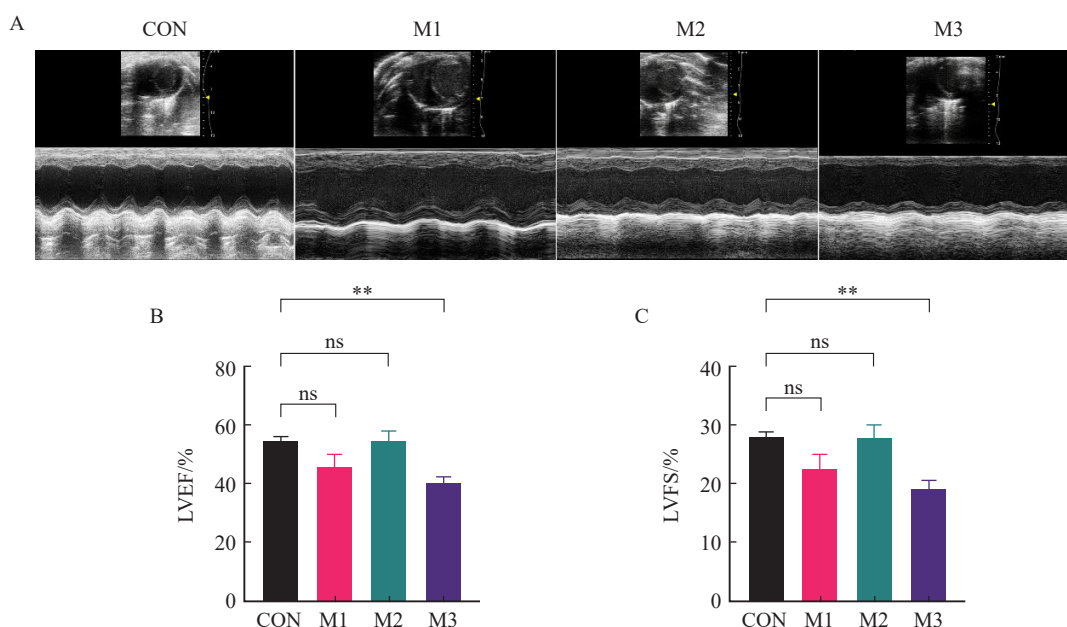 A
CON M1 M2 M3
B
**
ns
ns
80
60
40
20
0
LVEF/%
CON M1 M2 M3
C
**
ns
ns
40
30
20
10
0
LVFS/%
CON M1 M2 M3